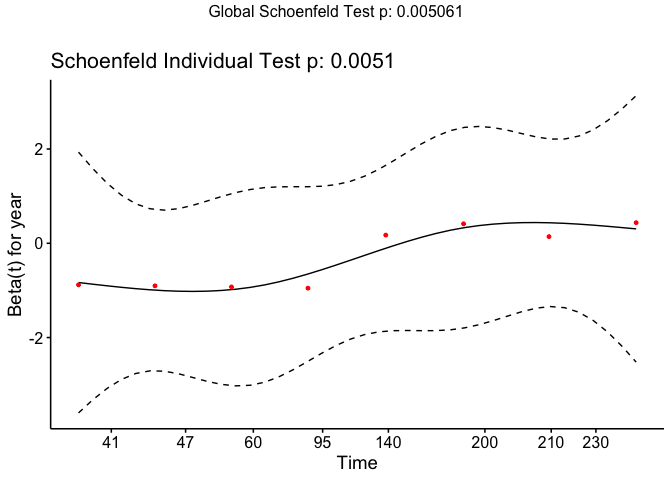 Global Schoenfeld Test p: 0.005061
Schoenfeld Individual Test p: 0.0051
Beta(t) for year
2
0
-2
41 47 60 95 140 200 210 230
Time